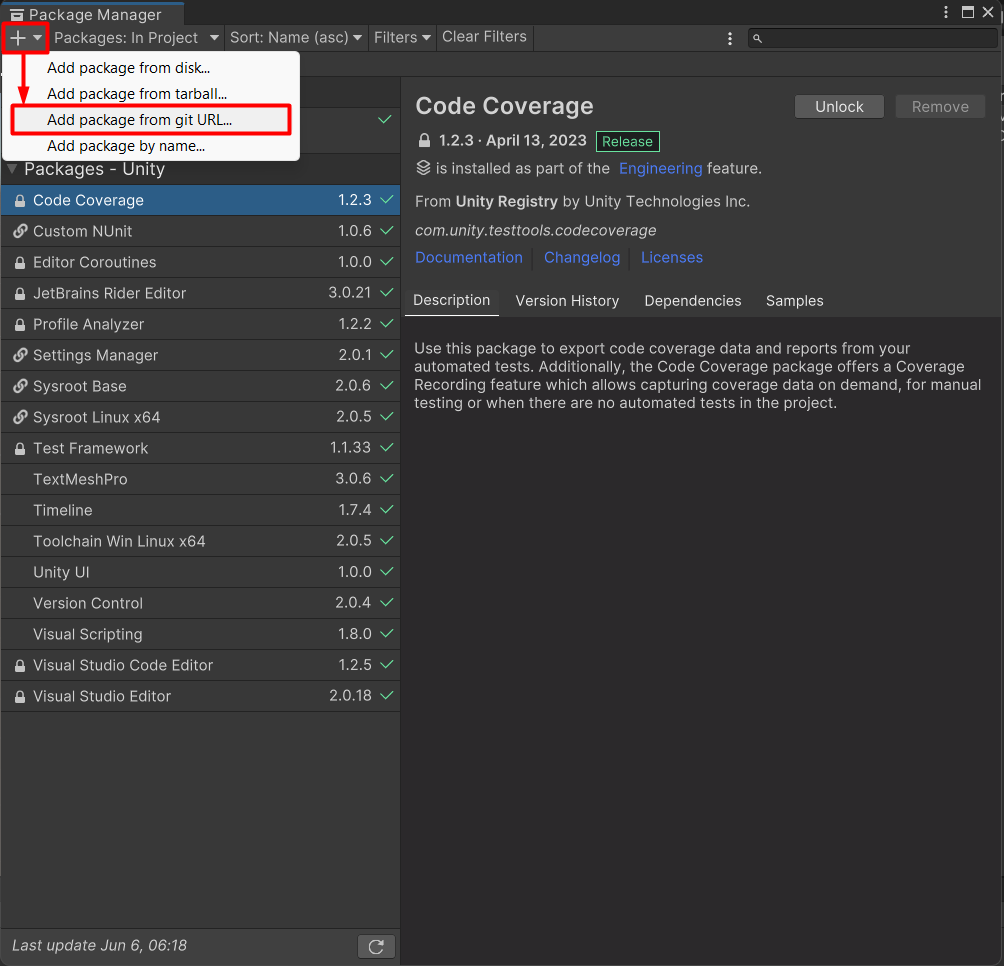 Package Manager
+ Packages: In Project Sort: Name (asc) Filters Clear Filters
Add package from disk...
Add package from tarball...
Add package from git URL...
Add package by name...
Packages - Unity
Code Coverage 1.2.3
Custom NUnit 1.0.6
Editor Coroutines 1.0.0
JetBrains Rider Editor 3.0.21
Profile Analyzer 1.2.2
Settings Manager 2.0.1
Sysroot Base 2.0.6
Sysroot Linux x64 2.0.5
Test Framework 1.1.33
TextMeshPro 3.0.6
Timeline 1.7.4
Toolchain Win Linux x64 2.0.5
Unity UI 1.0.0
Version Control 2.0.4
Visual Scripting 1.8.0
Visual Studio Code Editor 1.2.5
Visual Studio Editor 2.0.18
Last update Jun 6, 06:18
Code Coverage Unlock Remove
1.2.3 · April 13, 2023 Release
is installed as part of the Engineering feature.
From Unity Registry by Unity Technologies Inc.
com.unity.testtools.codecoverage
Documentation Changelog Licenses
Description Version History Dependencies Samples
Use this package to export code coverage data and reports from your
automated tests. Additionally, the Code Coverage package offers a Coverage
Recording feature which allows capturing coverage data on demand, for manual
testing or when there are no automated tests in the project.